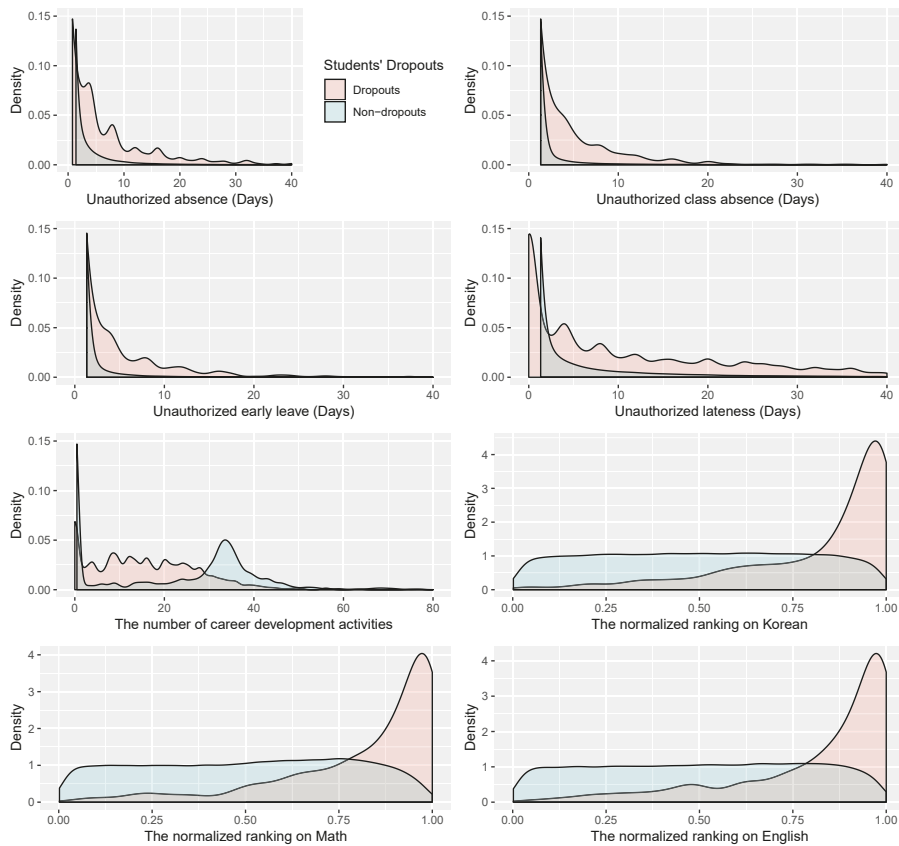 0.15
0.10
0.05
0.00
Density
0 10 20 30 40
Unauthorized absence (Days)
Students' Dropouts
Dropouts
Non−dropouts
0.15
0.10
0.05
0.00
Density
0 10 20 30 40
Unauthorized class absence (Days)
0.15
0.10
0.05
0.00
Density
0 10 20 30 40
Unauthorized early leave (Days)
0.15
0.10
0.05
0.00
Density
0 10 20 30 40
Unauthorized lateness (Days)
0.15
0.10
0.05
0.00
Density
0 20 40 60 80
The number of career development activities
4
3
2
1
0
Density
0.00 0.25 0.50 0.75 1.00
The normalized ranking on Korean
4
3
2
1
0
Density
0.00 0.25 0.50 0.75 1.00
The normalized ranking on Math
4
3
2
1
0
Density
0.00 0.25 0.50 0.75 1.00
The normalized ranking on English